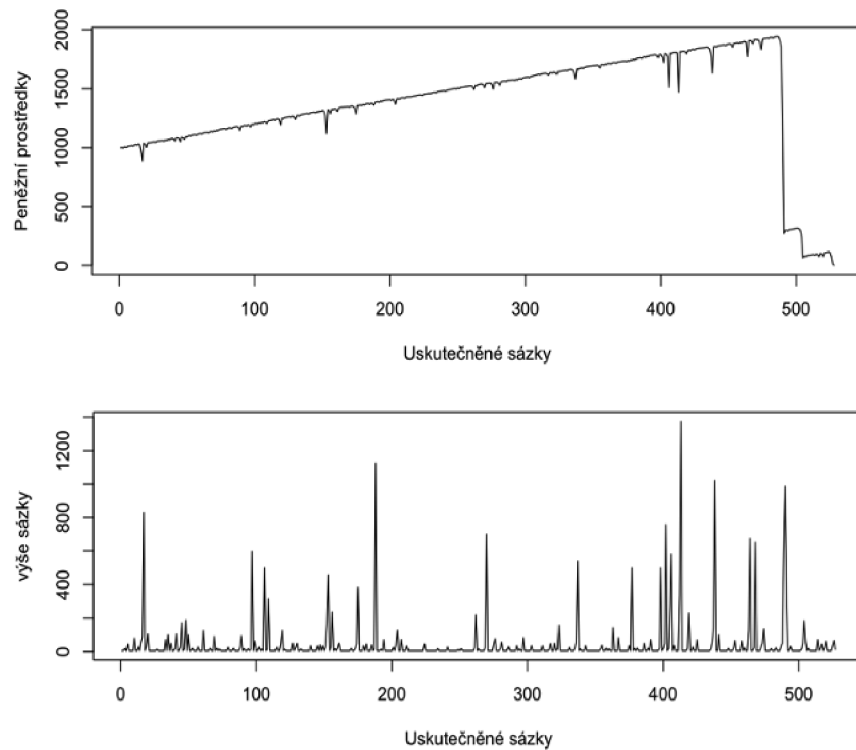 Peněžní prostředky
2000
1500
1000
500
0
0 100 200 300 400 500
Uskutečněné sázky
výše sázky
1200
800
400
0
0 100 200 300 400 500
Uskutečněné sázky